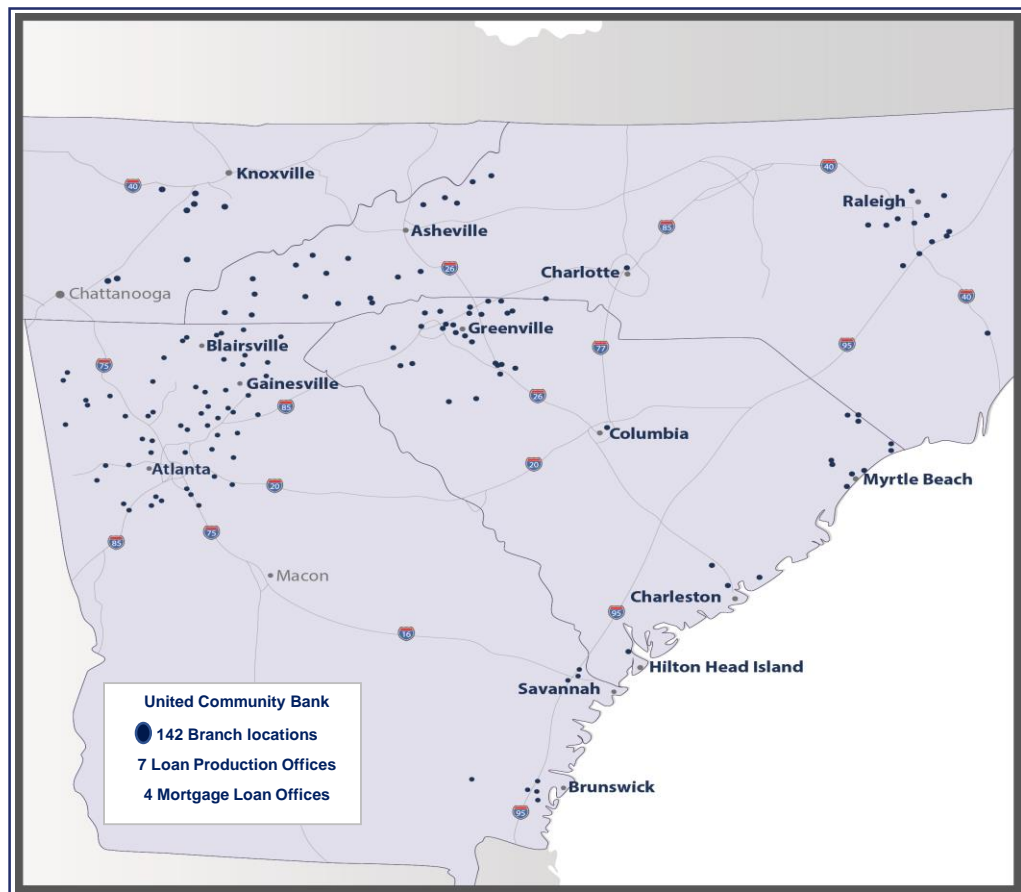 Knoxville
40
40
Raleigh
Asheville
85
26
Charlotte
Chattanooga
40
Greenville
Blairsville
77
95
75
Gainesville
26
85
Columbia
20
Atlanta
Myrtle Beach
20
75
85
Macon
Charleston
95
16
Hilton Head Island
Savannah
United Community Bank
142 Branch locations
7 Loan Production Offices
4 Mortgage Loan Offices
Brunswick
95